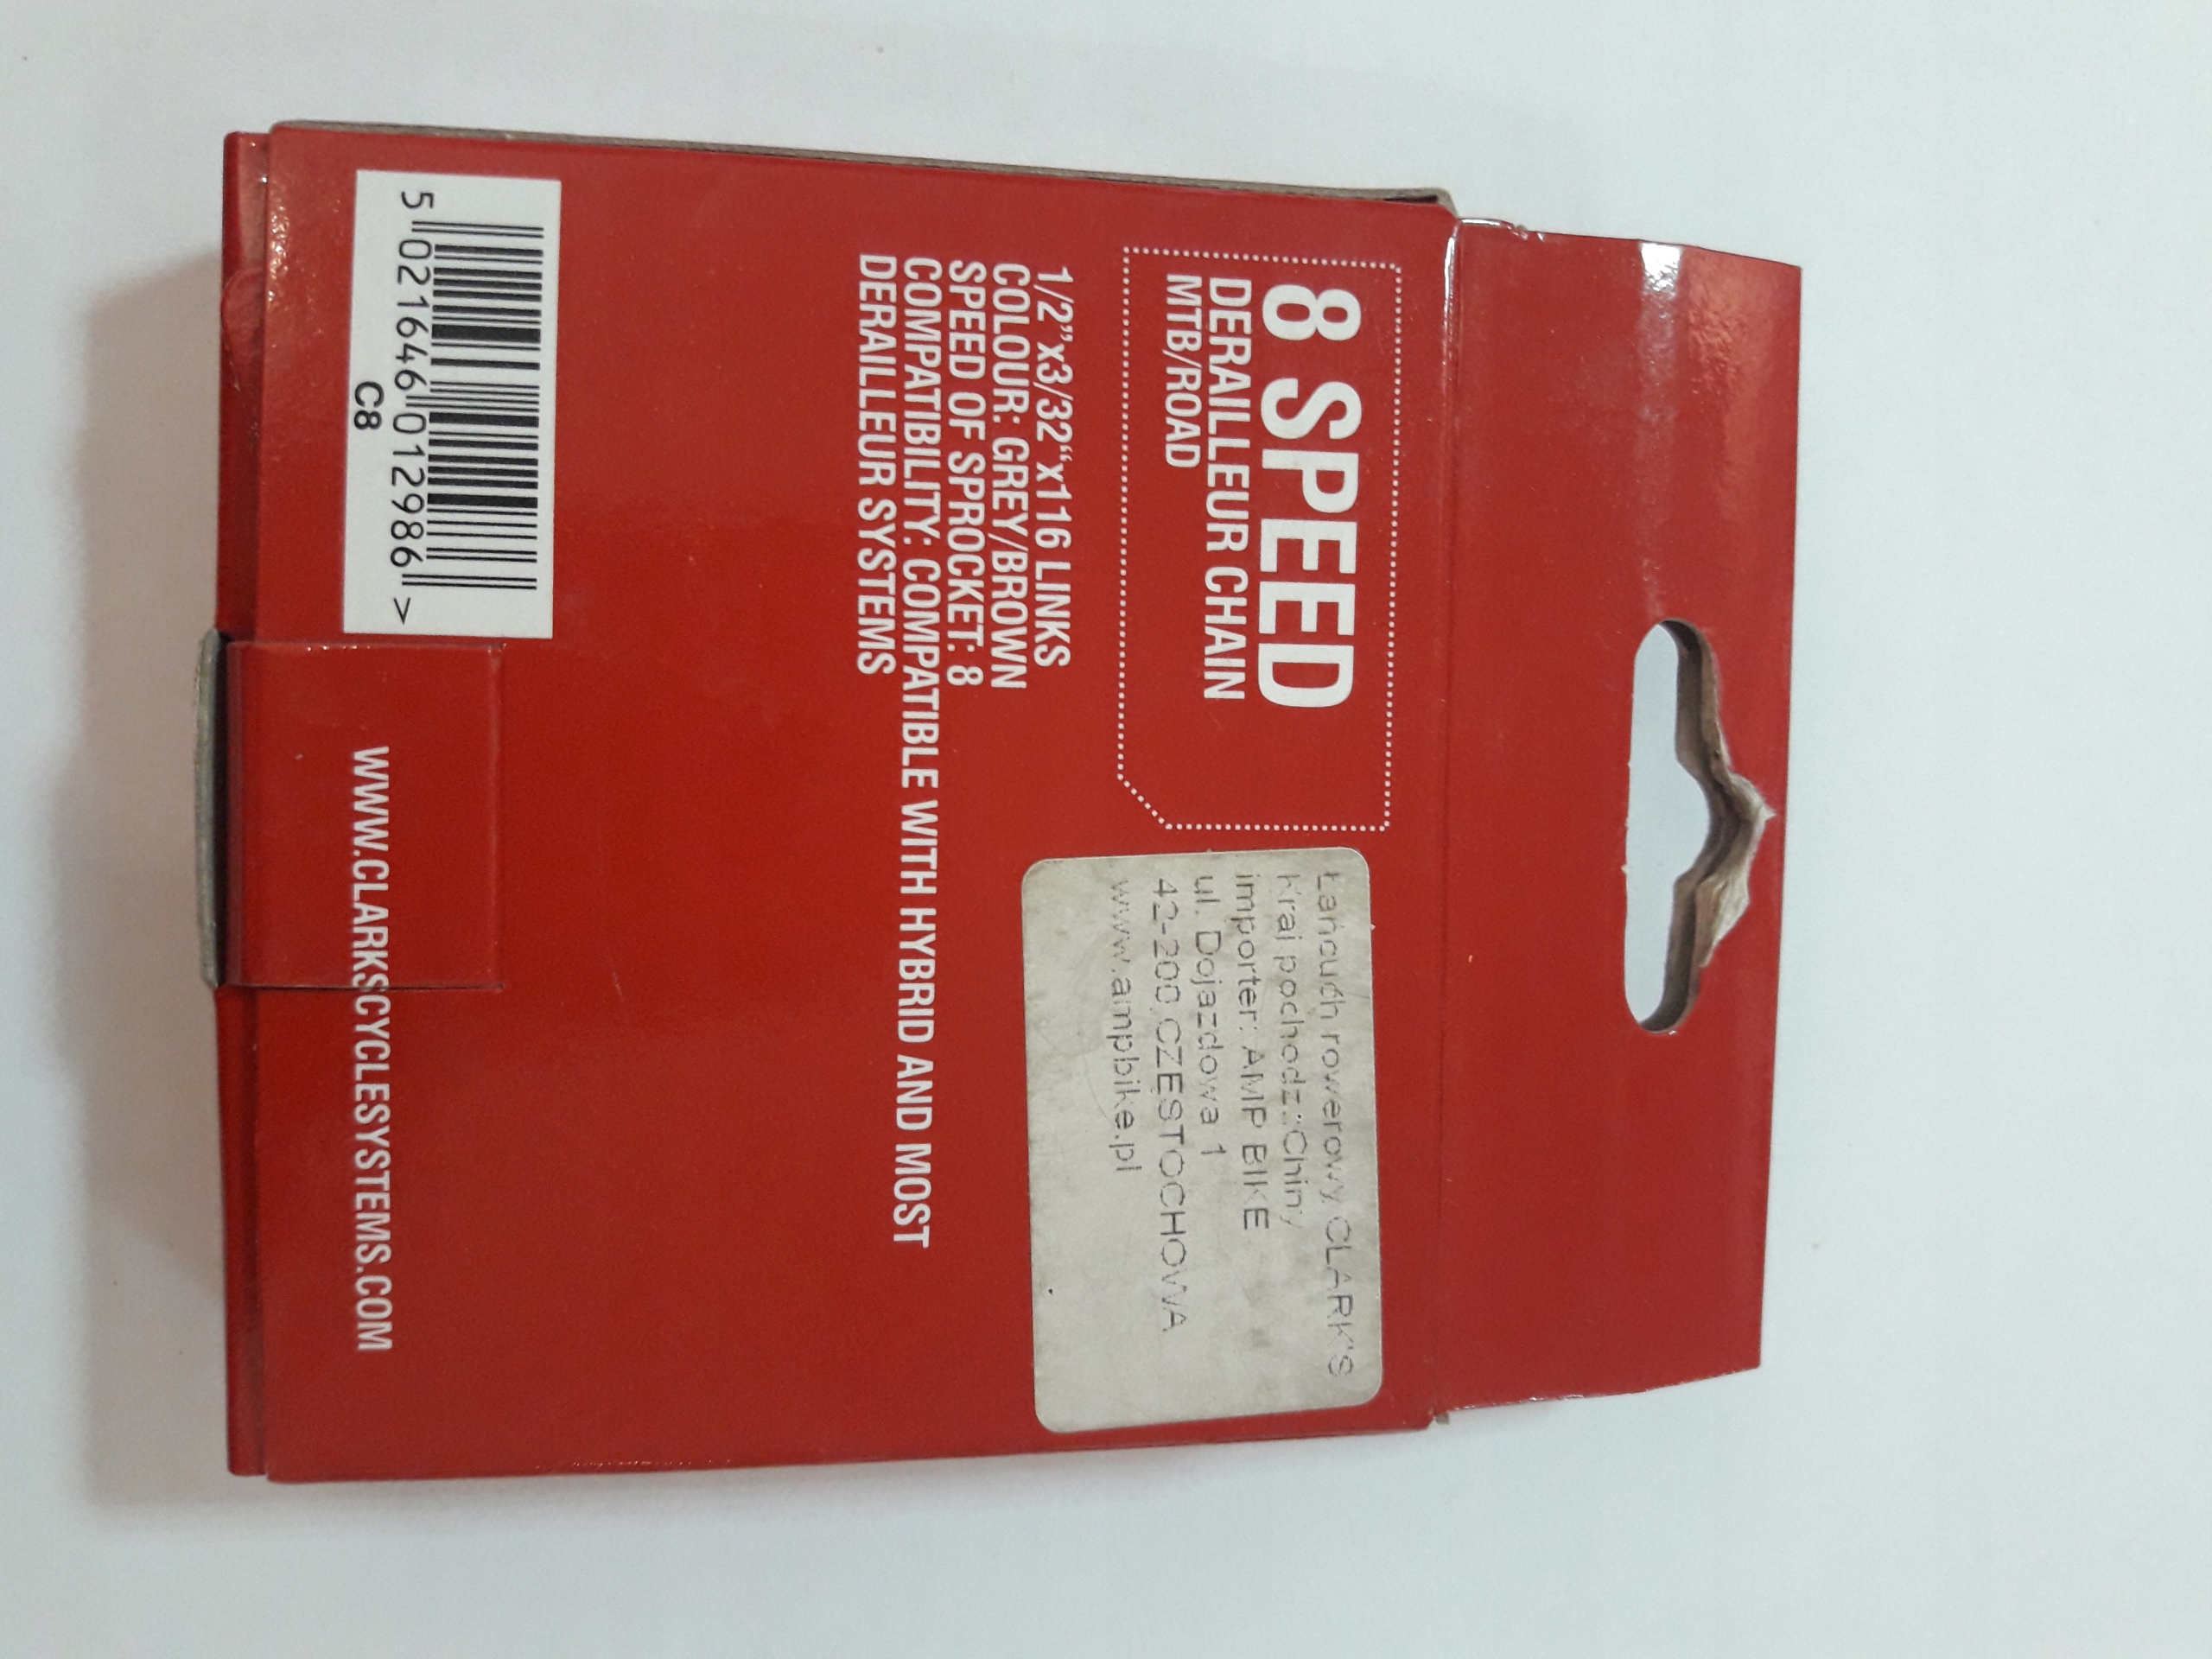 8 SPEED
DERAILLEUR CHAIN
MTB/ROAD
1/2”x3/32“x116 LINKS
COLOUR: GREY/BROWN
SPEED OF SPROCKET: 8
COMPATIBILITY: COMPATIBLE WITH HYBRID AND MOST
DERAILLEUR SYSTEMS
Łańcuch rowerowy CLARK'S
Kraj pochodz.:Chiny
importer: AMP BIKE
ul. Dojazdowa 1
42-200 CZESTOCHOWA
www.ampbike.pl
5 021646 012986 >
C8
WWW.CLARKSCYCLESYSTEMS.COM